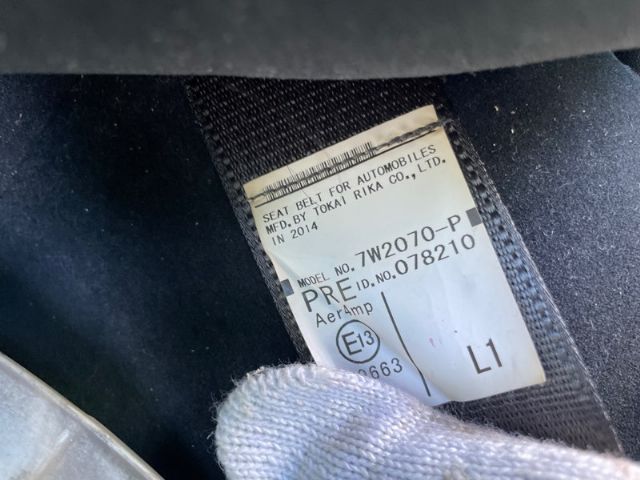 SEAT BELT FOR AUTOMOBILES
MFD. BY TOKAI RIKA CO., LTD.
IN 2014
MODEL NO. 7W2070-P
PRE ID.NO. 078210
Aer4mp
E13
L1